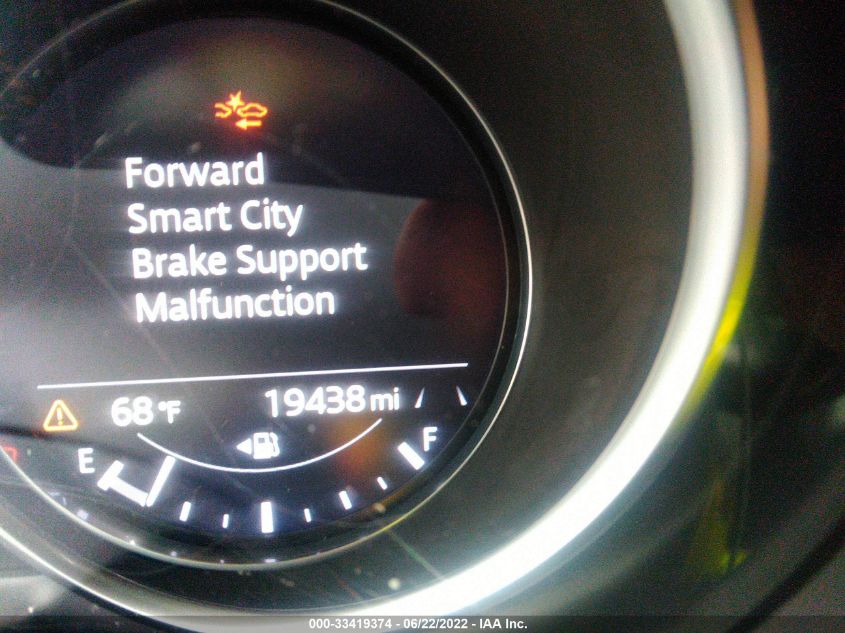 Forward
Smart City
Brake Support
Malfunction
68°F 19438 mi
E F
000-33419374 - 06/22/2022 - IAA Inc.